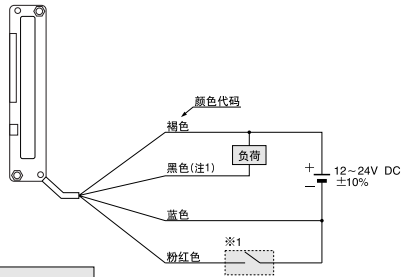 颜色代码
褐色
负荷
黑色(注1)
+ 12~24V DC
− ±10%
蓝色
※1
粉红色